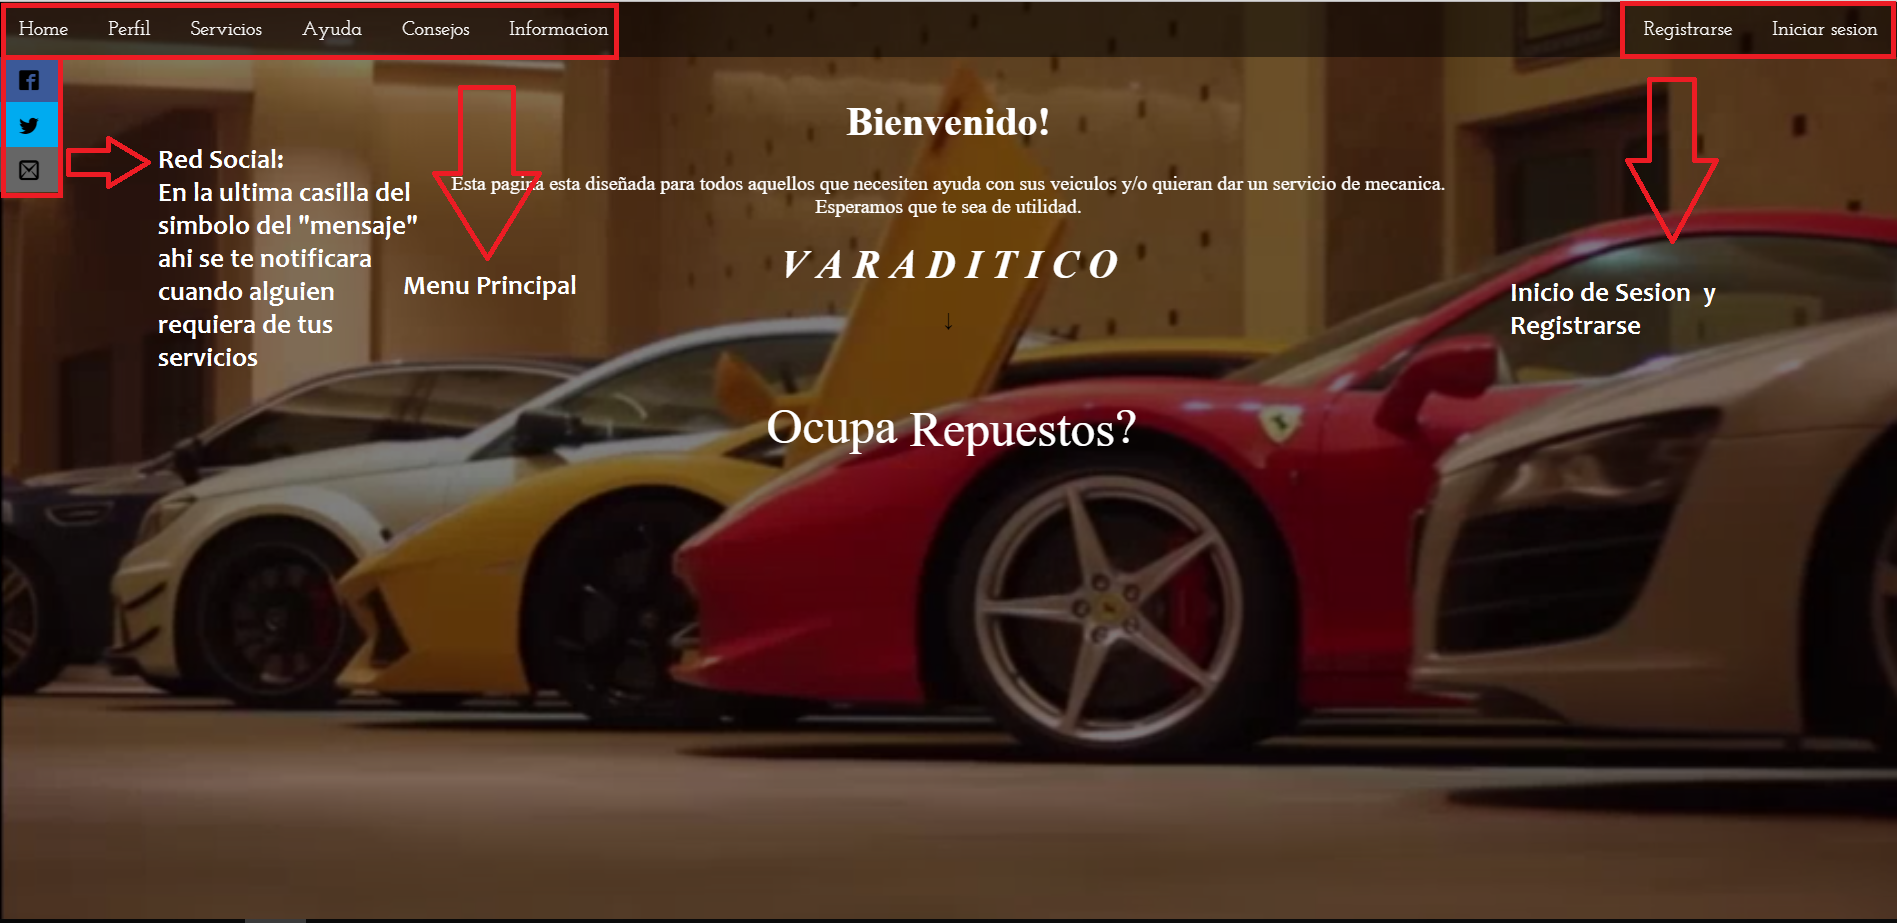 Home Perfil Servicios Ayuda Consejos Informacion Registrarse Iniciar sesion
Bienvenido!
Esta pagina esta diseñada para todos aquellos que necesiten ayuda con sus veiculos y/o quieran dar un servicio de mecanica.
Esperamos que te sea de utilidad.
V A R A D I T I C O
↓
Ocupa Repuestos?
Red Social:
En la ultima casilla del
simbolo del "mensaje"
ahi se te notificara
cuando alguien
requiera de tus
servicios
Menu Principal
Inicio de Sesion y
Registrarse